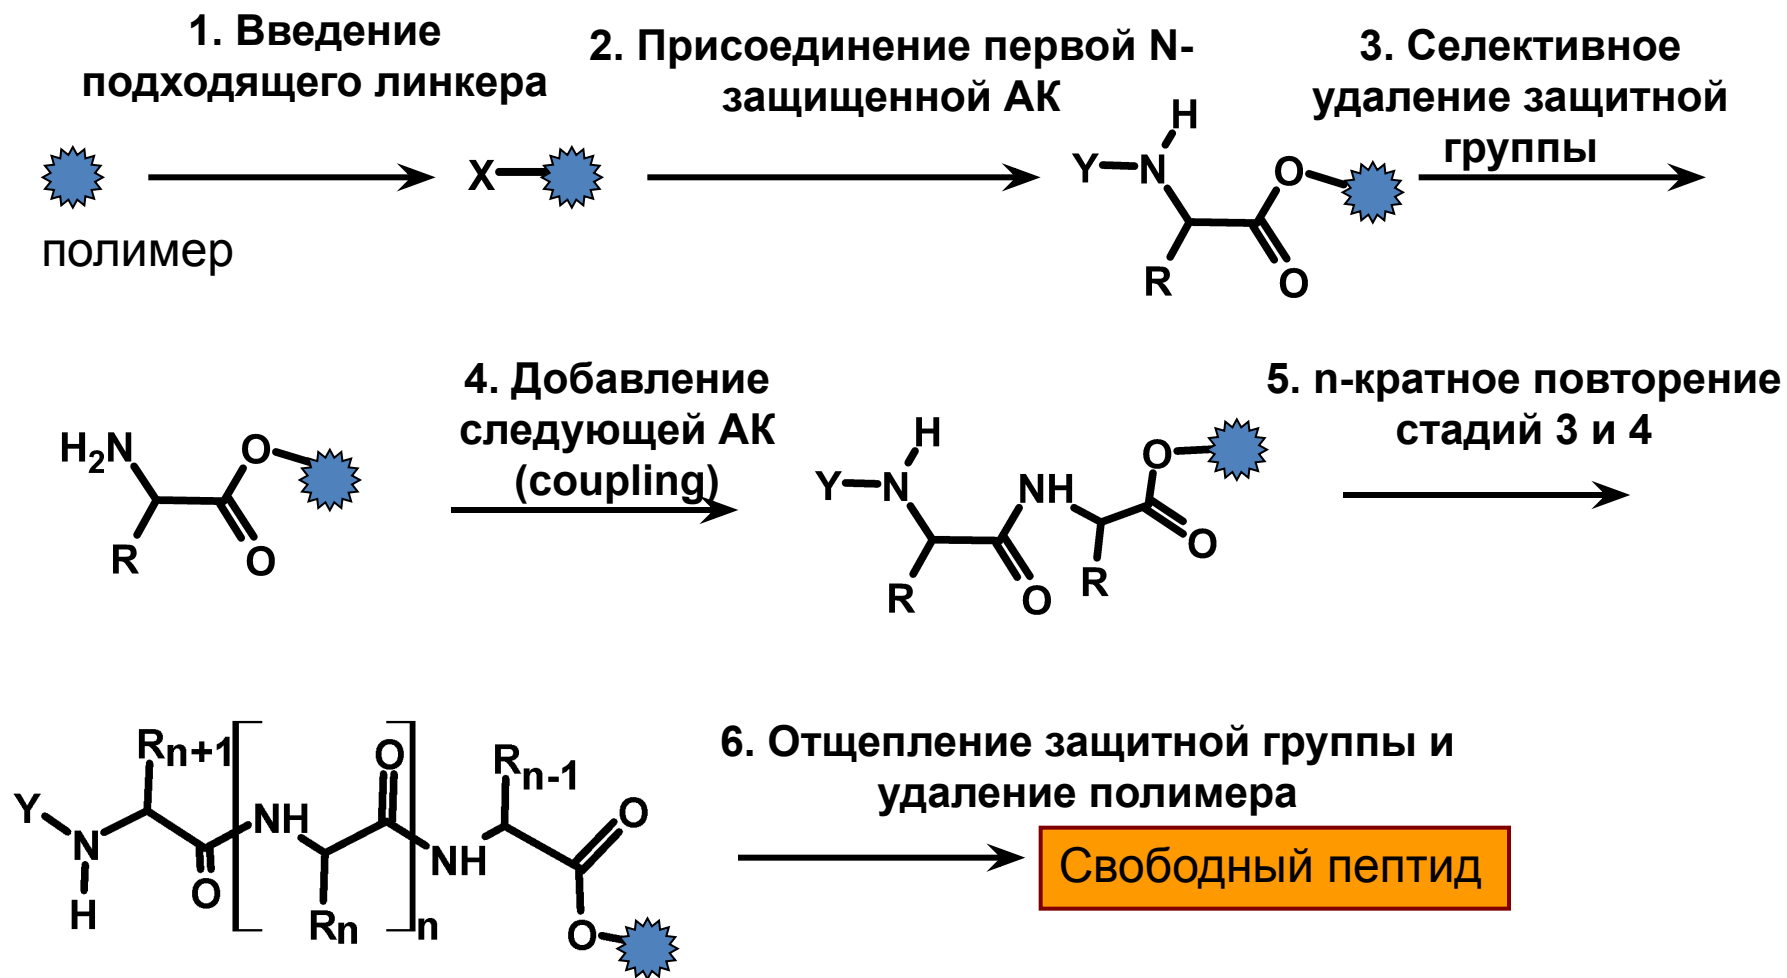 1. Введение
подходящего линкера
2. Присоединение первой N-
защищенной АК
3. Селективное
удаление защитной
группы
полимер
X
H
Y
N
O
R
O
4. Добавление
следующей АК
(coupling)
5. n-кратное повторение
стадий 3 и 4
H2N
O
R
O
H
Y
N
NH
O
R
O
R
O
6. Отщепление защитной группы и
удаление полимера
Свободный пептид
Rn+1
O
Rn-1
Y
N
H
O
NH
Rn
n
NH
O
O